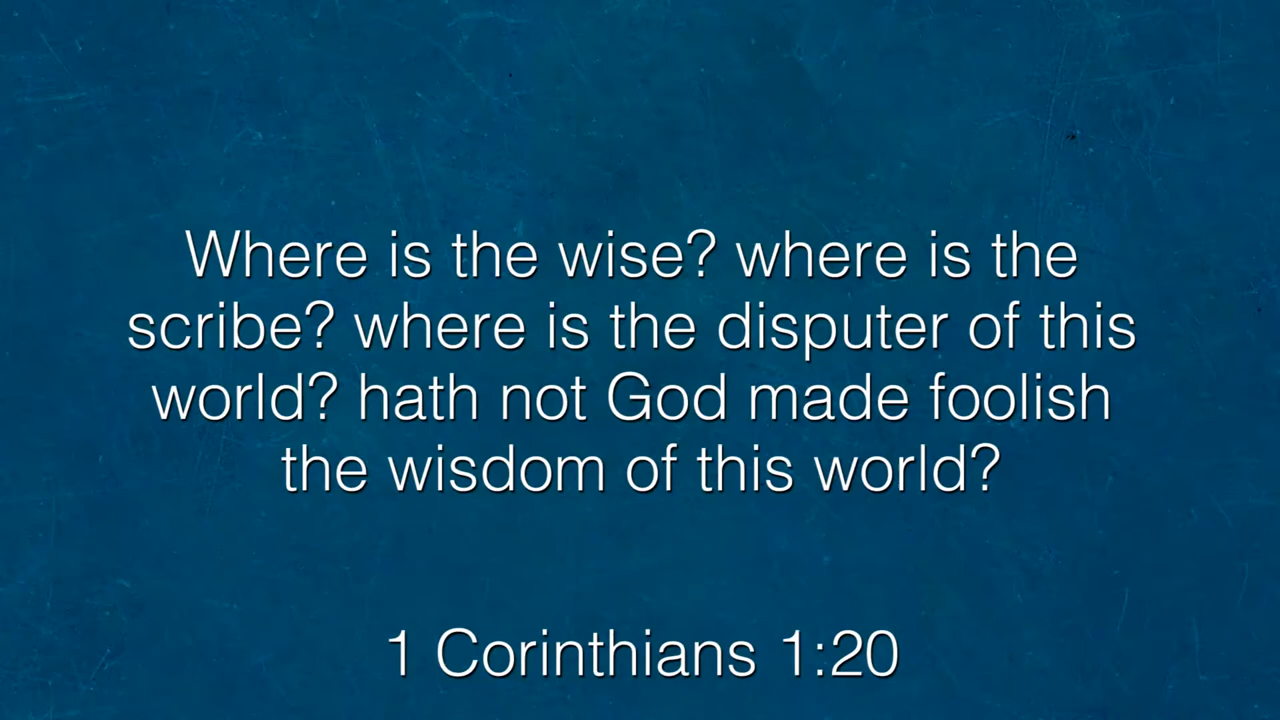 Where is the wise? where is the
scribe? where is the disputer of this
world? hath not God made foolish
the wisdom of this world?
1 Corinthians 1:20